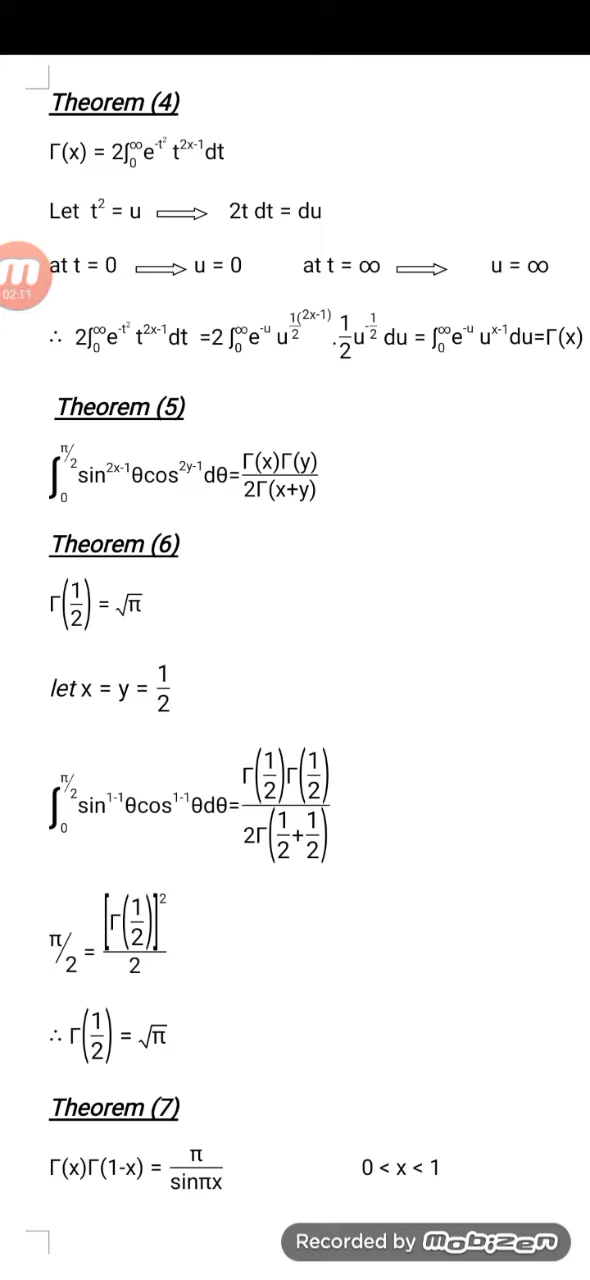 Theorem (4)
Γ(x) = 2∫₀^∞ e^-t² t^2x-1 dt
Let t² = u ⟹ 2t dt = du
at t = 0 ⟹ u = 0 at t = ∞ ⟹ u = ∞
02:11
∴ 2∫₀^∞ e^-t² t^2x-1 dt =2 ∫₀^∞ e^-u u^½(2x-1) .½u^-½ du = ∫₀^∞ e^-u u^x-1 du=Γ(x)
Theorem (5)
∫₀^π/2 sin^2x-1 θcos^2y-1 dθ= Γ(x)Γ(y) / 2Γ(x+y)
Theorem (6)
Γ(1/2) = √π
let x = y = 1/2
∫₀^π/2 sin^1-1 θcos^1-1 θdθ= Γ(1/2)Γ(1/2) / 2Γ(1/2+1/2)
π/2 = [Γ(1/2)]² / 2
∴ Γ(1/2) = √π
Theorem (7)
Γ(x)Γ(1-x) = π / sinπx 0 < x < 1
Recorded by mobizen